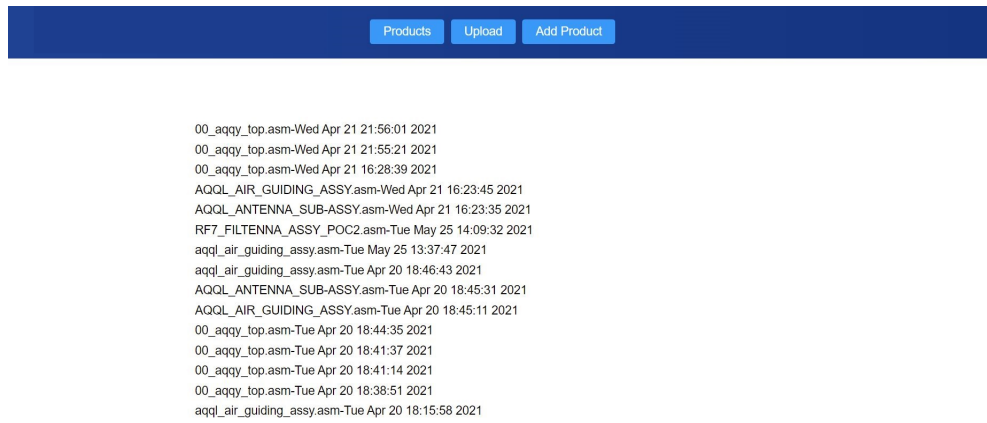 Products Upload Add Product
00_aqqy_top.asm-Wed Apr 21 21:56:01 2021
00_aqqy_top.asm-Wed Apr 21 21:55:21 2021
00_aqqy_top.asm-Wed Apr 21 16:28:39 2021
AQQL_AIR_GUIDING_ASSY.asm-Wed Apr 21 16:23:45 2021
AQQL_ANTENNA_SUB-ASSY.asm-Wed Apr 21 16:23:35 2021
RF7_FILTENNA_ASSY_POC2.asm-Tue May 25 14:09:32 2021
aqql_air_guiding_assy.asm-Tue May 25 13:37:47 2021
aqql_air_guiding_assy.asm-Tue Apr 20 18:46:43 2021
AQQL_ANTENNA_SUB-ASSY.asm-Tue Apr 20 18:45:31 2021
AQQL_AIR_GUIDING_ASSY.asm-Tue Apr 20 18:45:11 2021
00_aqqy_top.asm-Tue Apr 20 18:44:35 2021
00_aqqy_top.asm-Tue Apr 20 18:41:37 2021
00_aqqy_top.asm-Tue Apr 20 18:41:14 2021
00_aqqy_top.asm-Tue Apr 20 18:38:51 2021
aqql_air_guiding_assy.asm-Tue Apr 20 18:15:58 2021